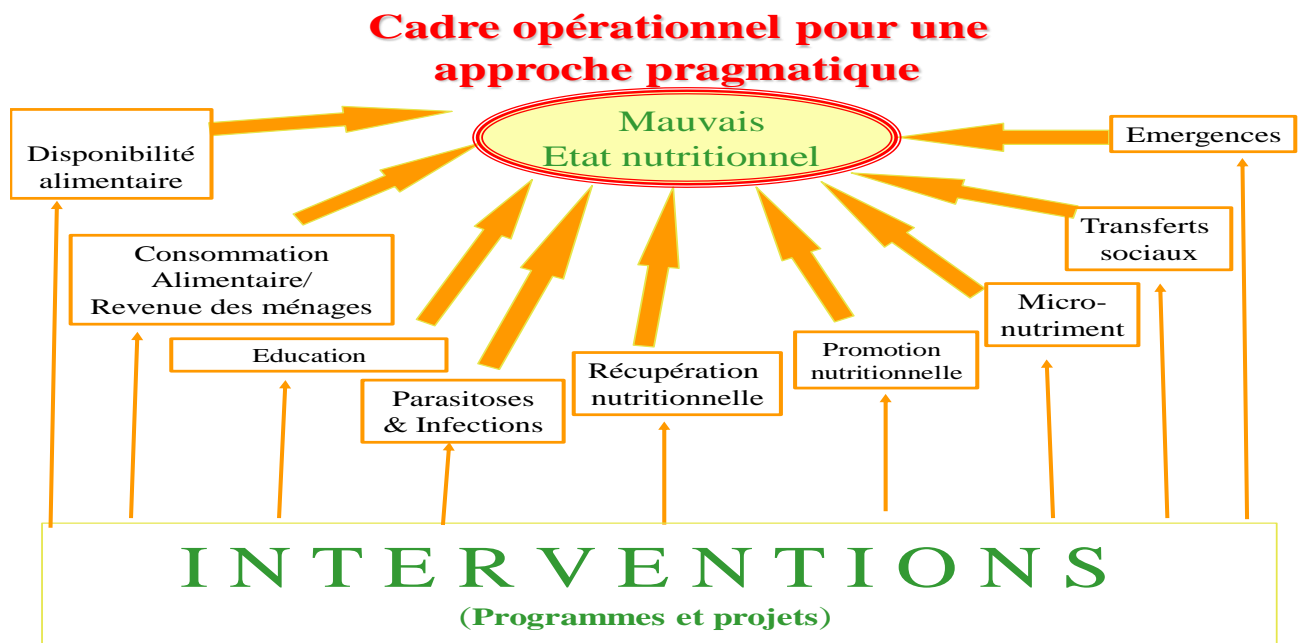 Cadre opérationnel pour une
approche pragmatique
Mauvais
Etat nutritionnel
Disponibilité
alimentaire
Emergences
Consommation
Alimentaire/
Revenue des ménages
Transferts
sociaux
Education
Micro-
nutriment
Parasitoses
& Infections
Récupération
nutritionnelle
Promotion
nutritionnelle
INTERVENTIONS
(Programmes et projets)